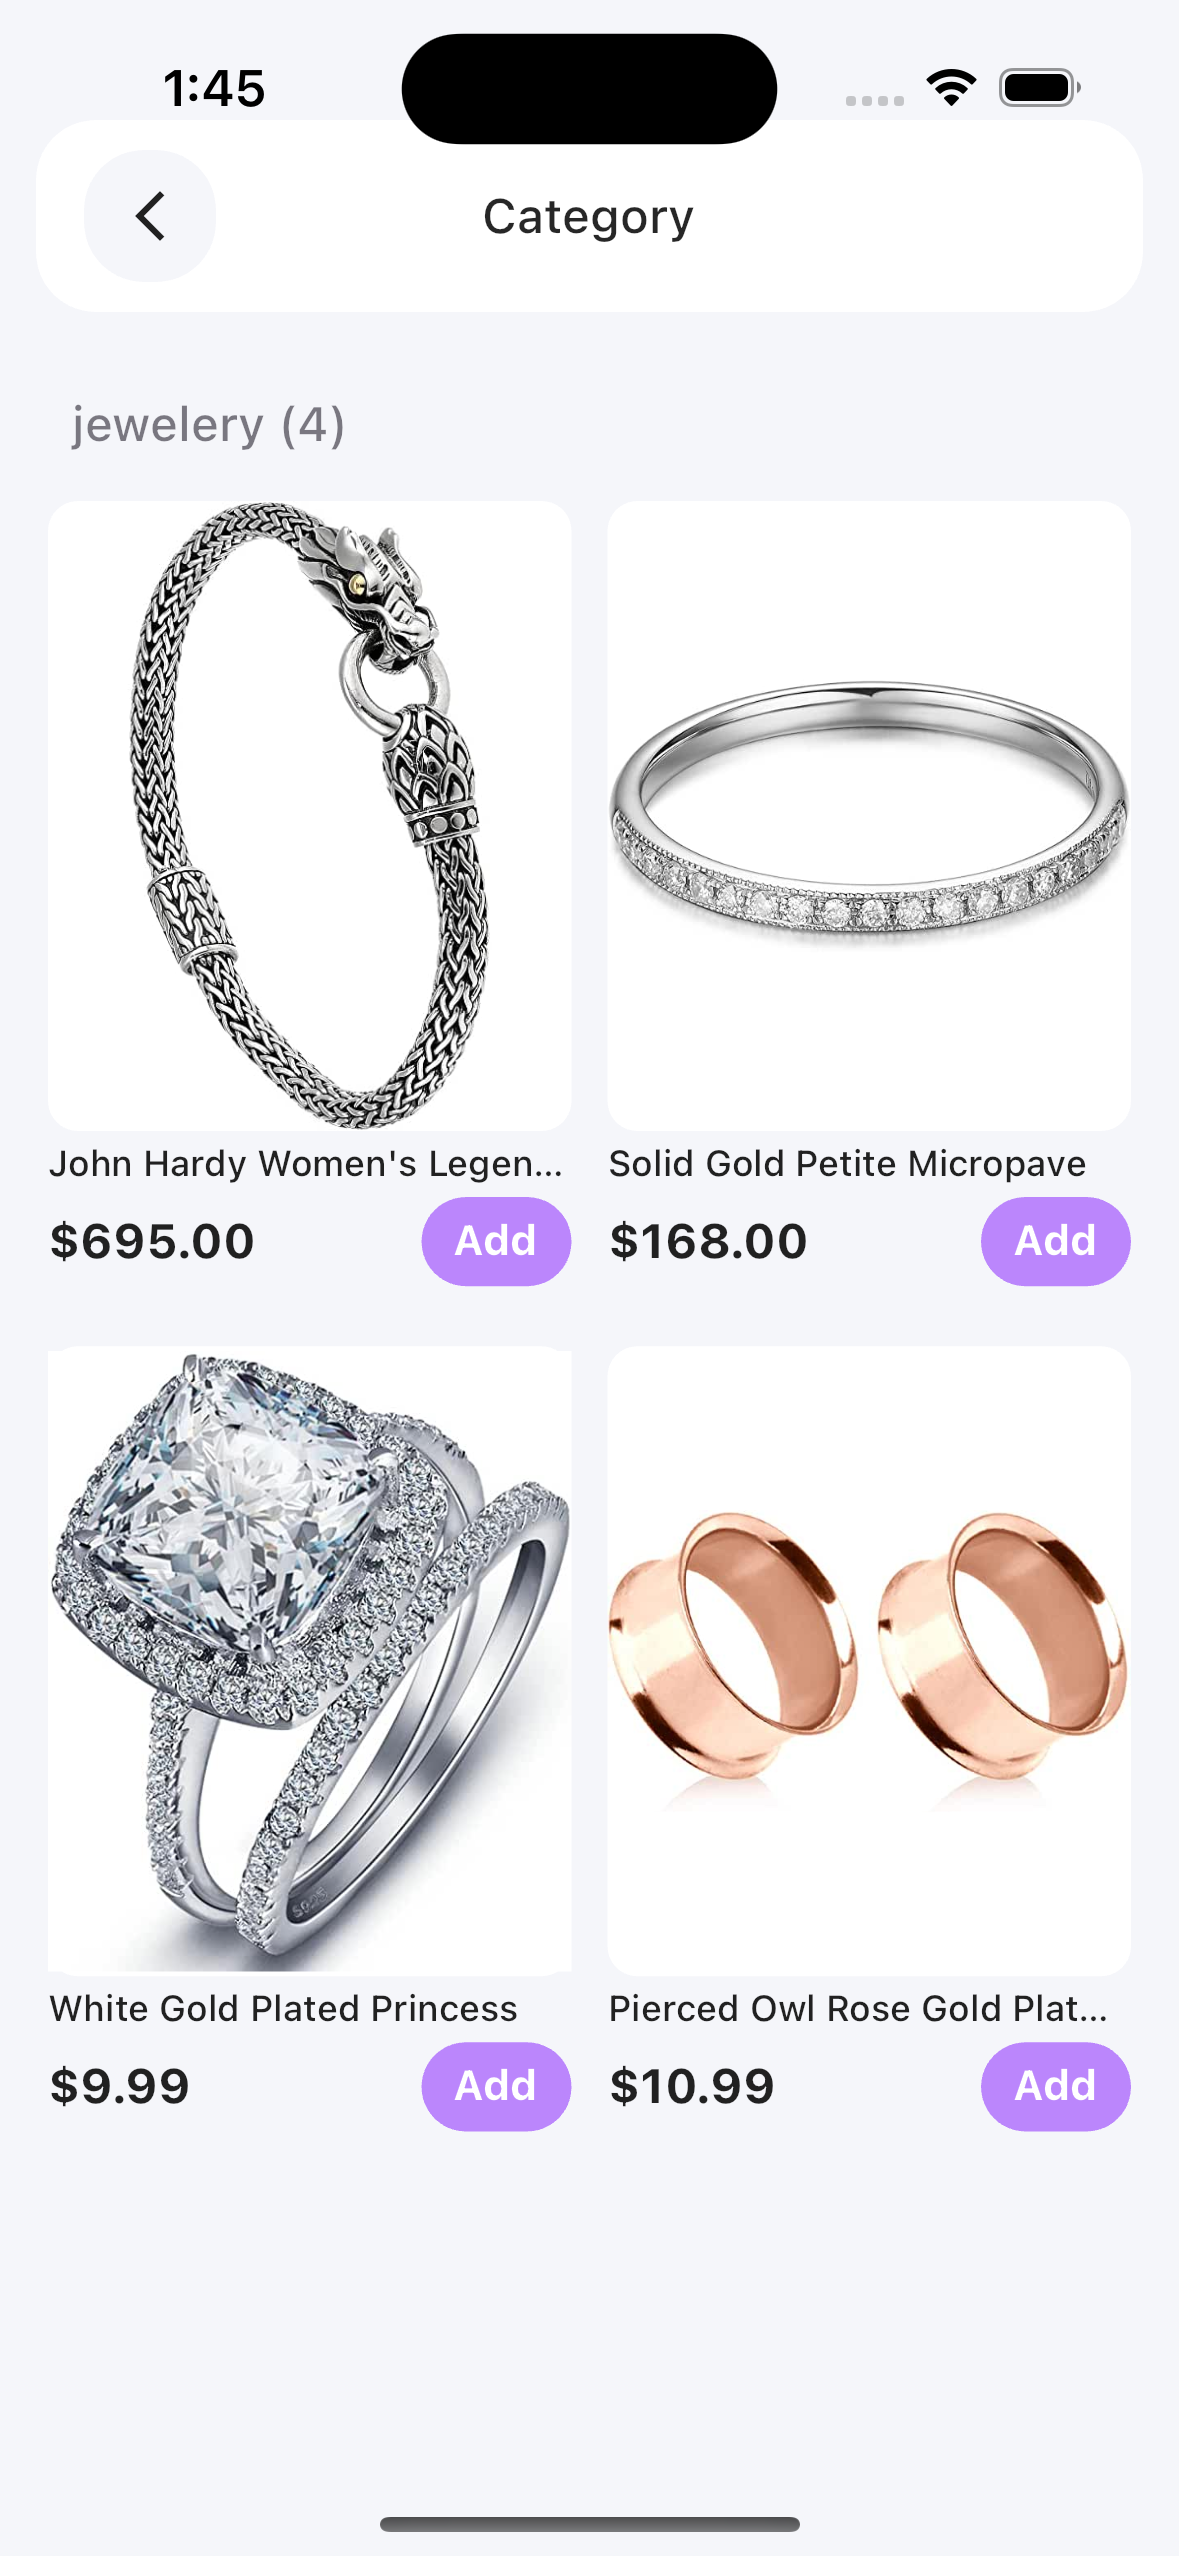 1:45
Category
jewelery (4)
John Hardy Women's Legen...
Solid Gold Petite Micropave
$695.00
Add
$168.00
Add
White Gold Plated Princess
Pierced Owl Rose Gold Plat...
$9.99
Add
$10.99
Add